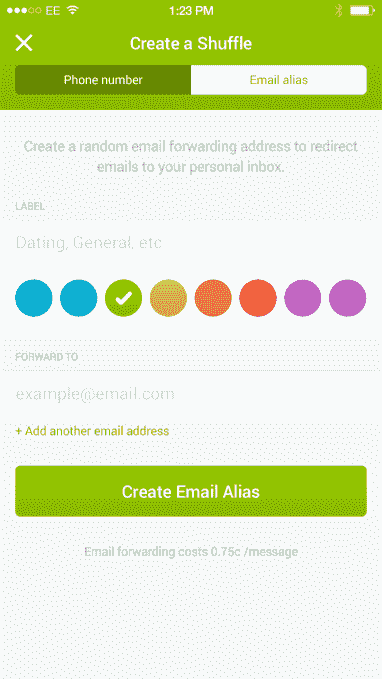 EE 1:23 PM
Create a Shuffle
Phone number Email alias
Create a random email forwarding address to redirect
emails to your personal inbox.
LABEL
Dating, General, etc
FORWARD TO
example@email.com
+ Add another email address
Create Email Alias
Email forwarding costs 0.75c /message